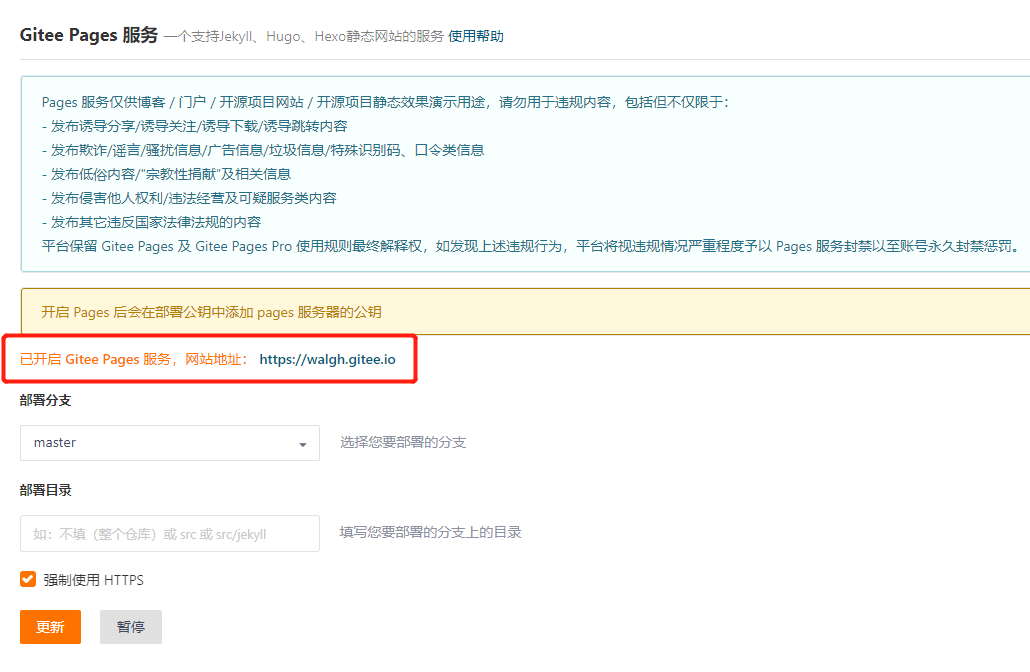 Gitee Pages 服务 一个支持Jekyll、Hugo、Hexo静态网站的服务 使用帮助
Pages 服务仅供博客 / 门户 / 开源项目网站 / 开源项目静态效果演示用途，请勿用于违规内容，包括但不仅限于：
- 发布诱导分享/诱导关注/诱导下载/诱导跳转内容
- 发布欺诈/谣言/骚扰信息/广告信息/垃圾信息/特殊识别码、口令类信息
- 发布低俗内容/“宗教性捐献”及相关信息
- 发布侵害他人权利/违法经营及可疑服务类内容
- 发布其它违反国家法律法规的内容
平台保留 Gitee Pages 及 Gitee Pages Pro 使用规则最终解释权，如发现上述违规行为，平台将视违规情况严重程度予以 Pages 服务封禁以至账号永久封禁惩罚。
开启 Pages 后会在部署公钥中添加 pages 服务器的公钥
已开启 Gitee Pages 服务，网站地址： https://walgh.gitee.io
部署分支
master 选择您要部署的分支
部署目录
如：不填（整个仓库）或 src 或 src/jekyll 填写您要部署的分支上的目录
强制使用 HTTPS
更新 暂停